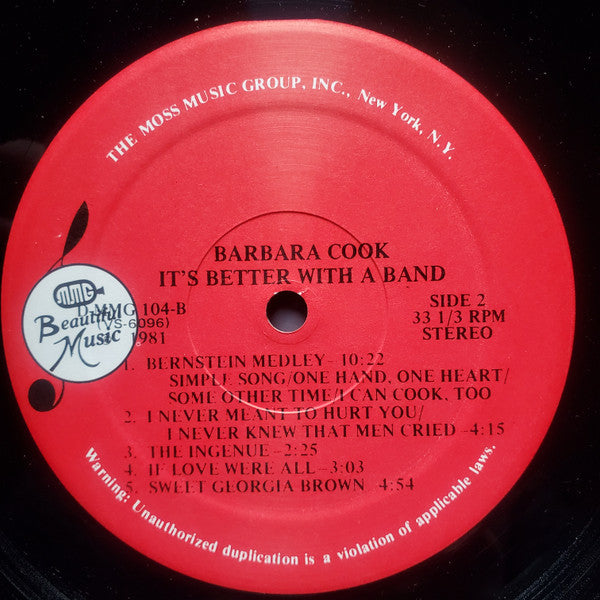 THE MOSS MUSIC GROUP, INC., New York, N.Y.
BARBARA COOK
IT'S BETTER WITH A BAND
MMG
Beautiful
Music
D-MMG 104-B
(VS-6096)
1981
SIDE 2
33 1/3 RPM
STEREO
1. BERNSTEIN MEDLEY – 10:22
SIMPLE SONG/ONE HAND, ONE HEART/
SOME OTHER TIME/I CAN COOK, TOO
2. I NEVER MEANT TO HURT YOU/
I NEVER KNEW THAT MEN CRIED – 4:15
3. THE INGENUE – 2:25
4. IF LOVE WERE ALL – 3:03
5. SWEET GEORGIA BROWN 4:54
Warning: Unauthorized duplication is a violation of applicable laws.